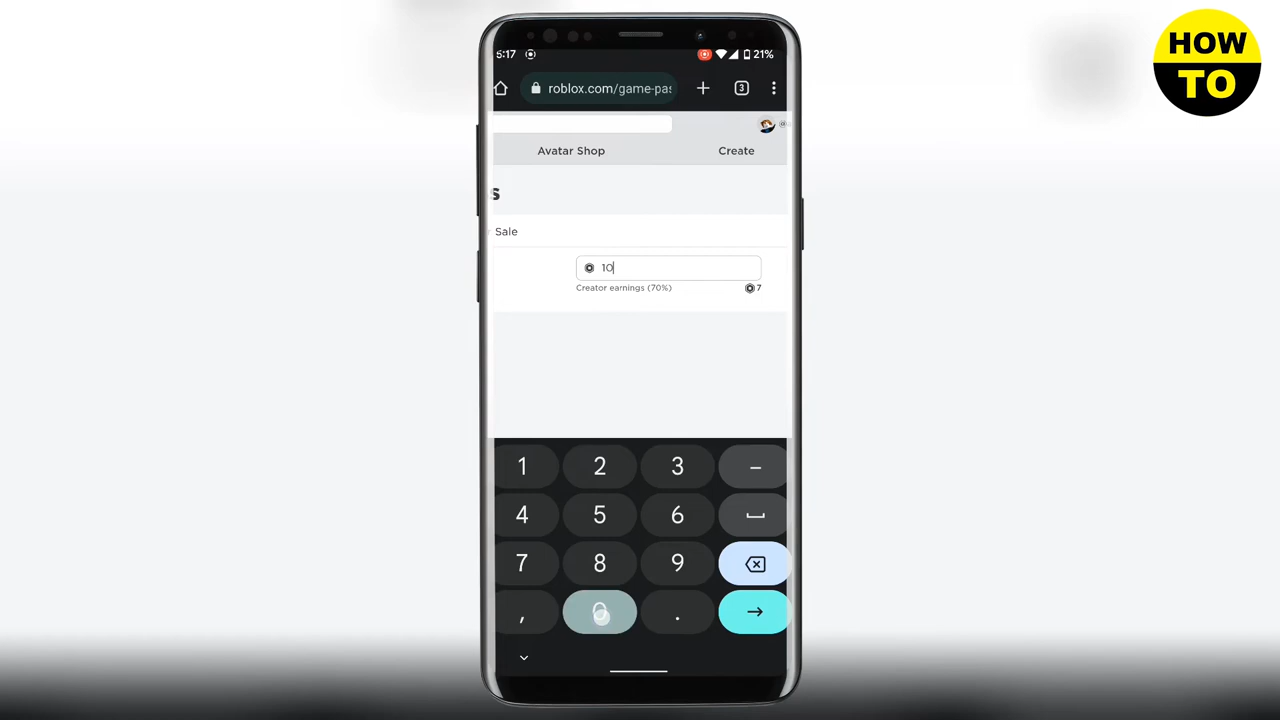 HOW
TO
5:17
21%
roblox.com/game-pas
3
Avatar Shop
Create
s
Sale
10
Creator earnings (70%)
7
1 2 3 –
4 5 6
7 8 9
, 0 .